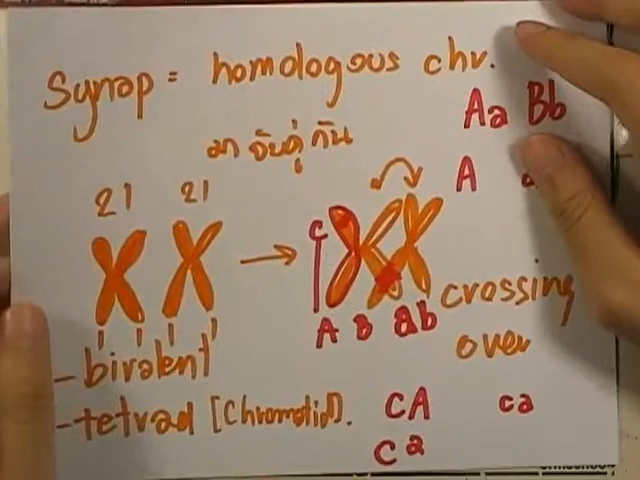 Synap = homologous chr.
มาจับคู่กัน
Aa Bb
A
21 21
C
A B ab
crossing over
- bivalent
- tetrad [Chromatid].
CA ca
Ca